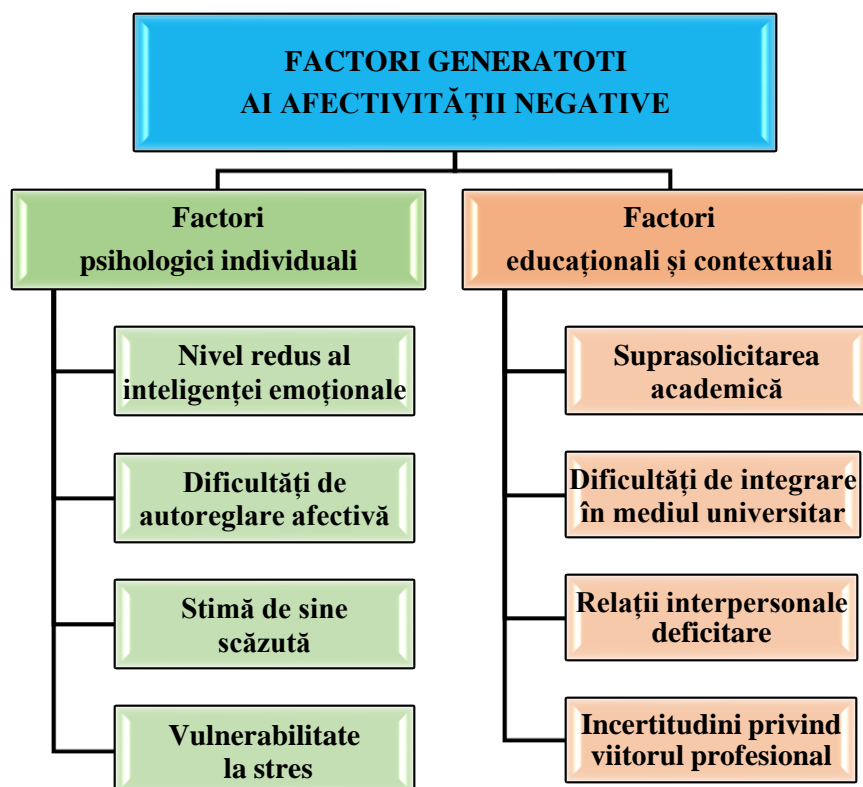 FACTORI GENERATOTI
AI AFECTIVITĂȚII NEGATIVE
Factori
psihologici individuali
Nivel redus al
inteligenței emoționale
Dificultăți de
autoreglare afectivă
Stimă de sine
scăzută
Vulnerabilitate
la stres
Factori
educaționali și contextuali
Suprasolicitarea
academică
Dificultăți de integrare
în mediul universitar
Relații interpersonale
deficitare
Incertitudini privind
viitorul profesional